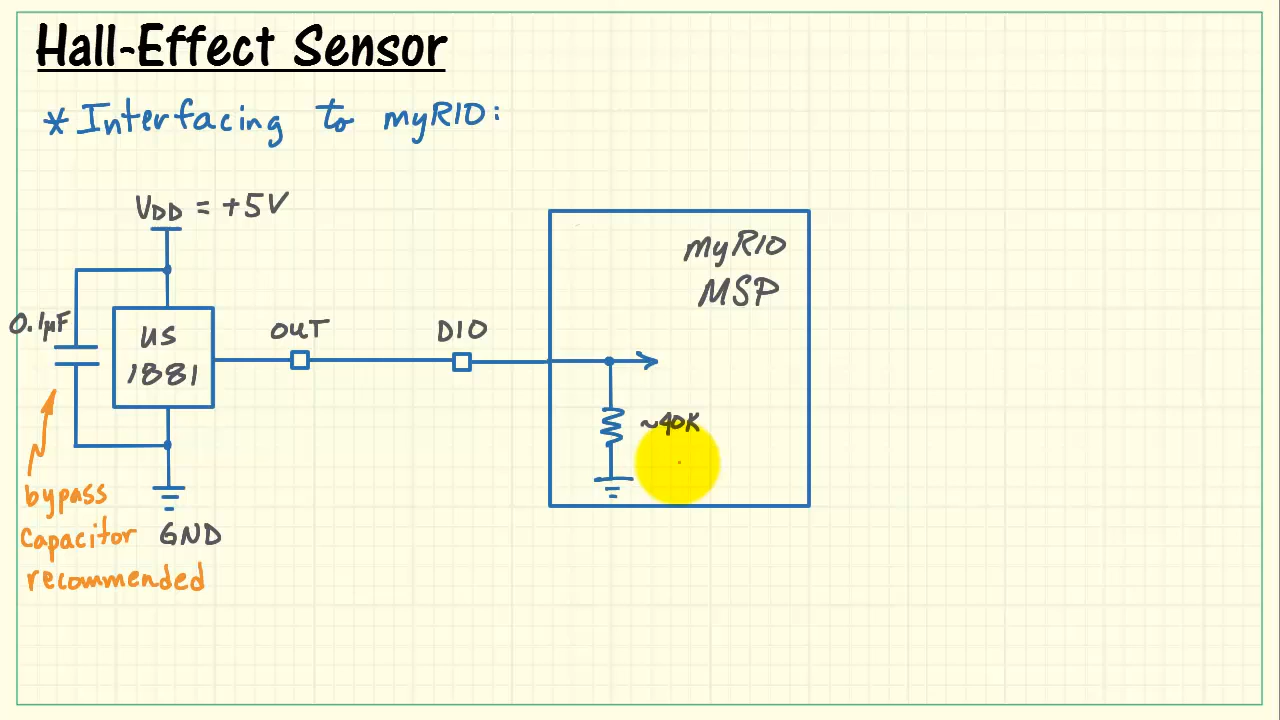 Hall-Effect Sensor
* Interfacing to myRIO:
VDD = +5V
myRIO
MSP
0.1µF
US
1881
OUT
DIO
~40K
bypass
capacitor
recommended
GND